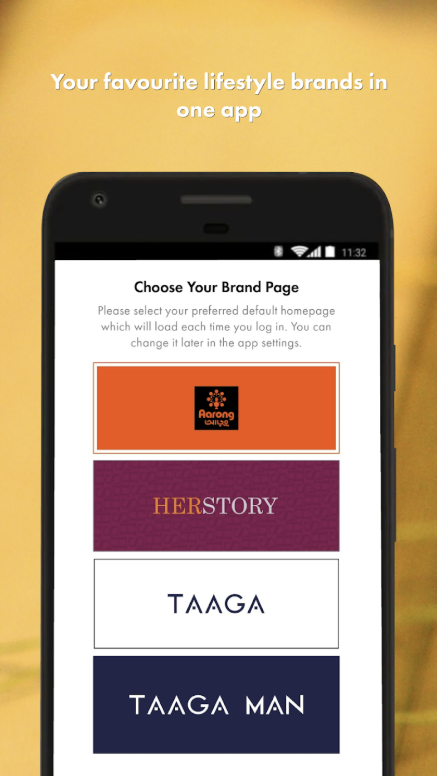 Your favourite lifestyle brands in
one app
11:32
Choose Your Brand Page
Please select your preferred default homepage
which will load each time you log in. You can
change it later in the app settings.
Aarong
আড়ং
HERSTORY
TAAGA
TAAGA MAN